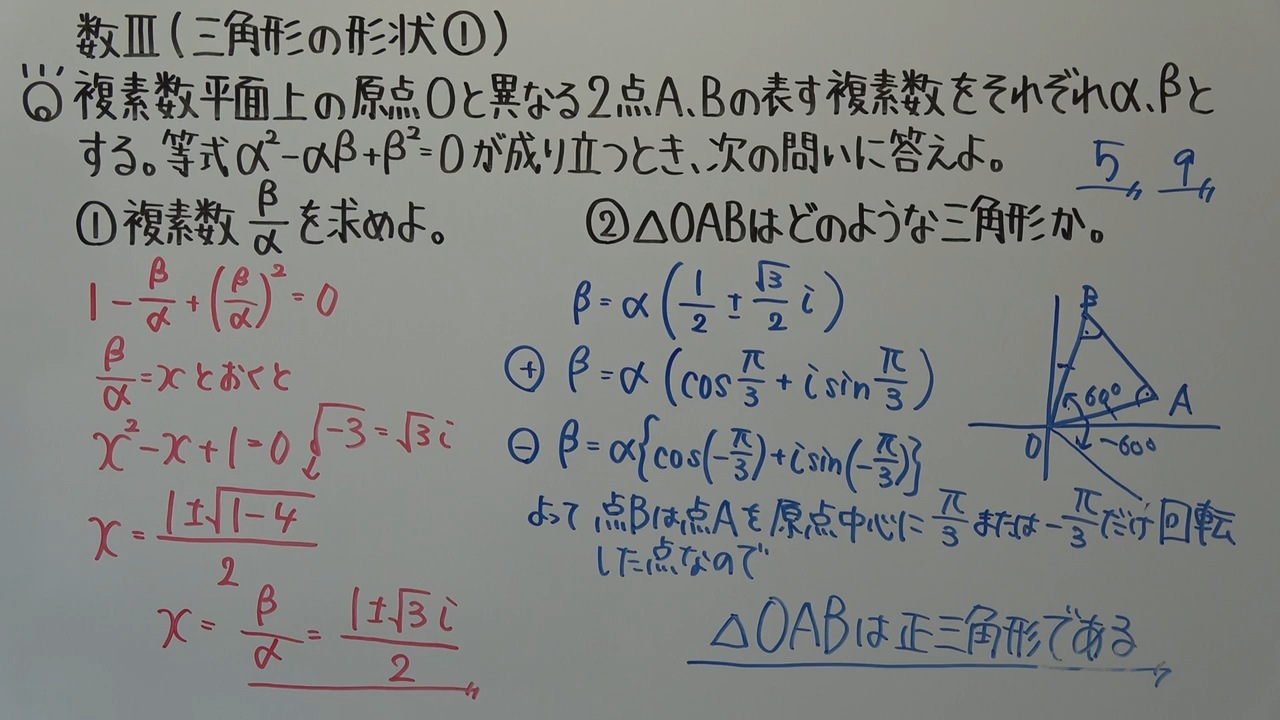 数Ⅲ(三角形の形状①)
複素数平面上の原点Oと異なる2点A、Bの表す複素数をそれぞれα、βと
する。等式α²-αβ+β²=0が成り立つとき、次の問いに答えよ。
5 9
①複素数 β/α を求めよ。
②△OABはどのような三角形か。
1-β/α+(β/α)²=0
β/α=xとおくと
x²-x+1=0
√-3=√3i
x=(1±√1-4)/2
x=β/α=(1±√3i)/2
β=α(1/2±√3/2 i)
⊕ β=α(cosπ/3+isinπ/3)
⊖ β=α{cos(-π/3)+isin(-π/3)}
B
A
O
60°
-60°
よって 点Bは点Aを原点中心にπ/3または-π/3だけ回転
した点なので
△OABは正三角形である